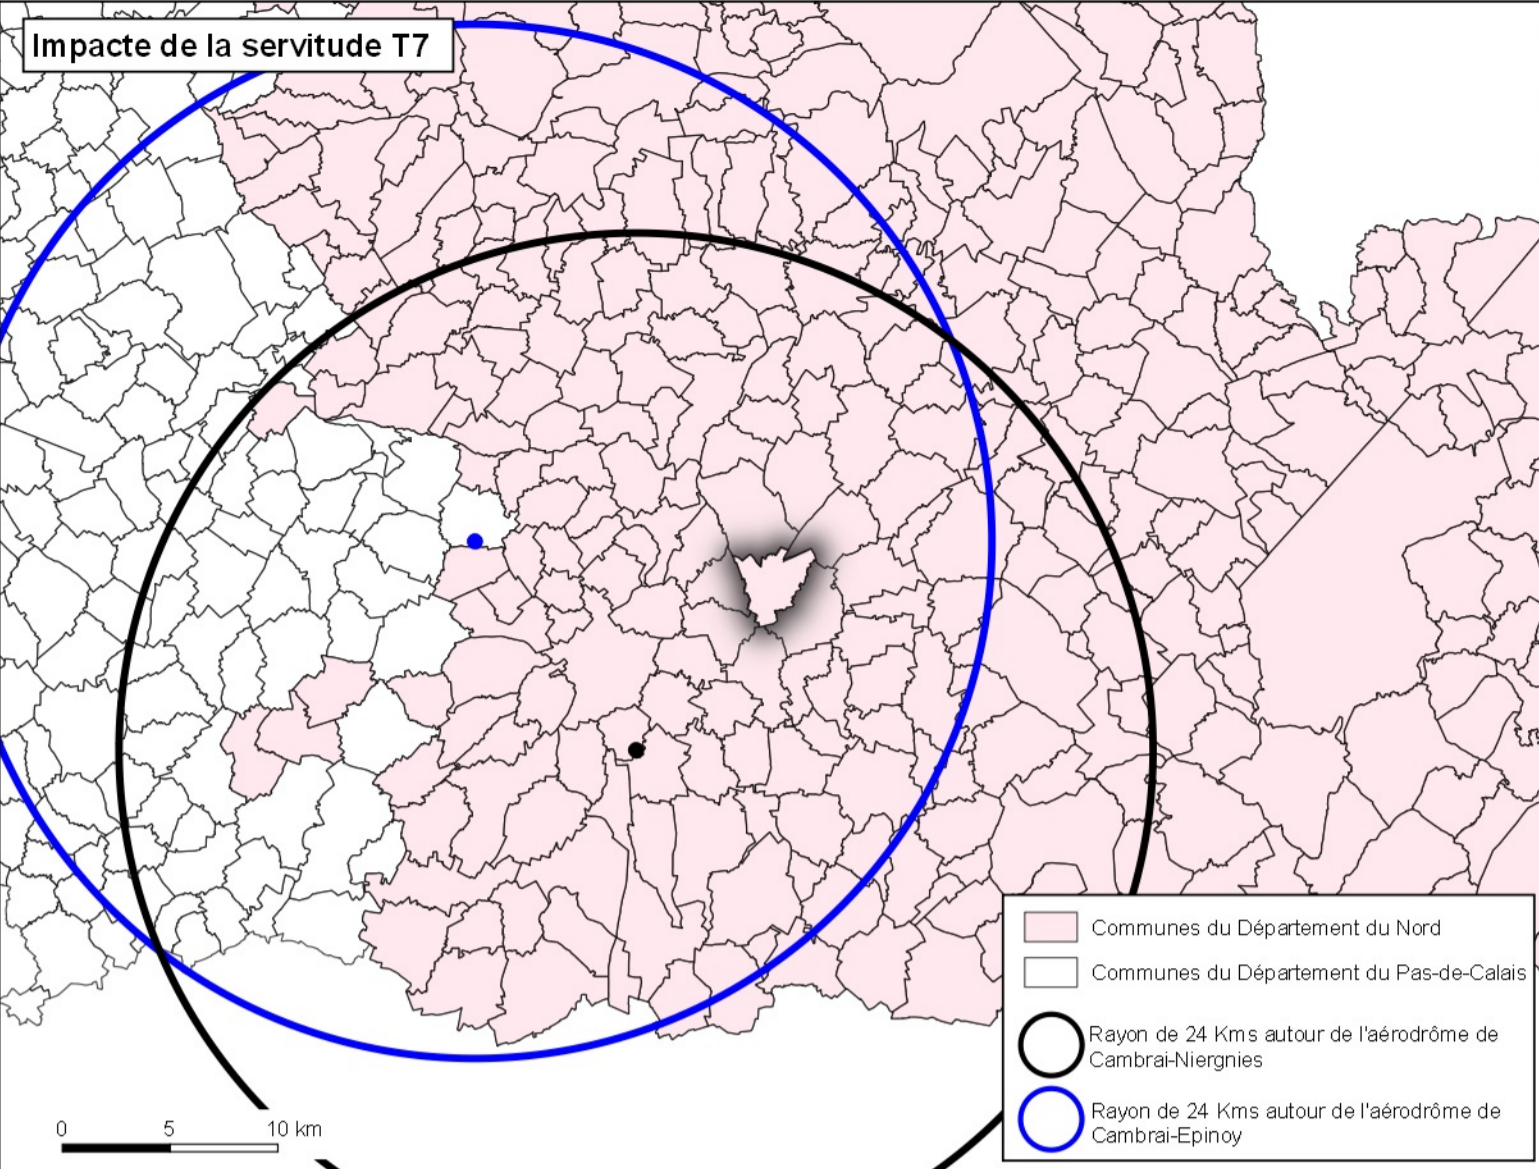 Impacte de la servitude T7
Communes du Département du Nord
Communes du Département du Pas-de-Calais
Rayon de 24 Kms autour de l'aérodrôme de
Cambrai-Niergnies
Rayon de 24 Kms autour de l'aérodrôme de
Cambrai-Epinoy
0 5 10 km